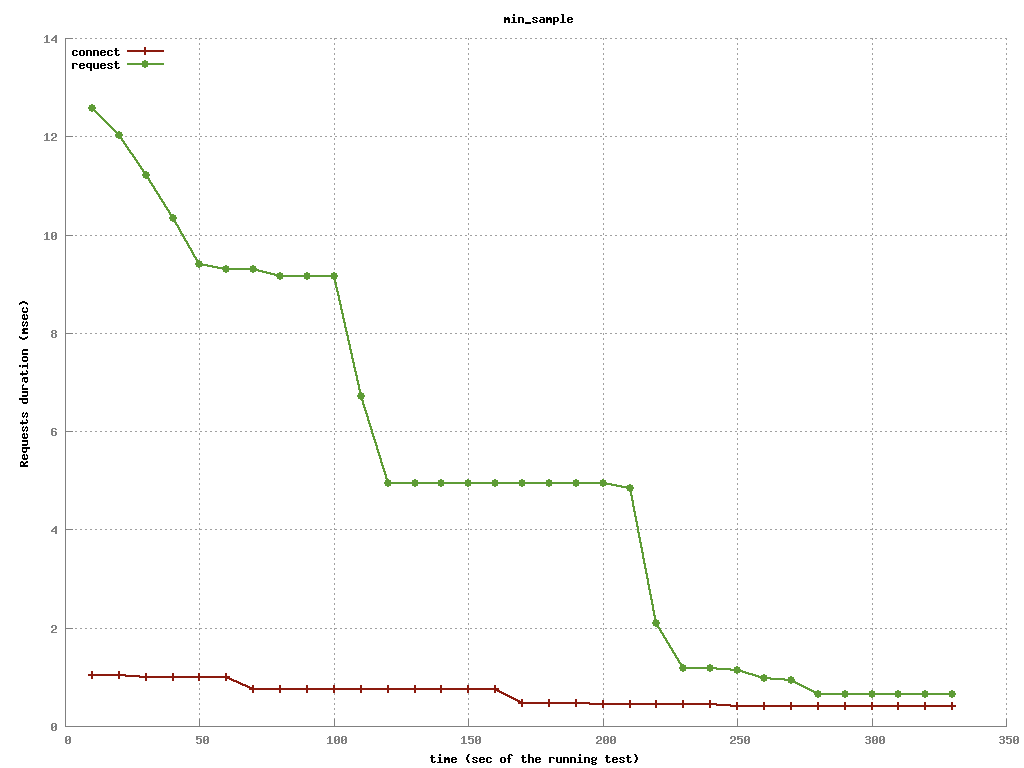 min_sample
connect
request
14
12
10
8
6
4
2
0
Requests duration (msec)
0 50 100 150 200 250 300 350
time (sec of the running test)